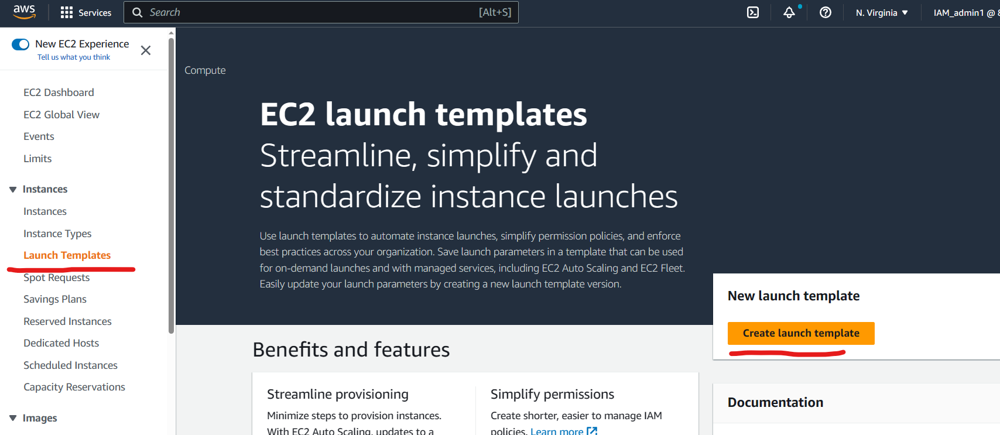 aws
Services
Search
[Alt+S]
N. Virginia
IAM_admin1 @
New EC2 Experience
Tell us what you think
EC2 Dashboard
EC2 Global View
Events
Limits
Instances
Instances
Instance Types
Launch Templates
Spot Requests
Savings Plans
Reserved Instances
Dedicated Hosts
Scheduled Instances
Capacity Reservations
Images
Compute
EC2 launch templates
Streamline, simplify and
standardize instance launches
Use launch templates to automate instance launches, simplify permission policies, and enforce
best practices across your organization. Save launch parameters in a template that can be used
for on-demand launches and with managed services, including EC2 Auto Scaling and EC2 Fleet.
Easily update your launch parameters by creating a new launch template version.
New launch template
Create launch template
Benefits and features
Streamline provisioning
Minimize steps to provision instances.
With EC2 Auto Scaling, updates to a
Simplify permissions
Create shorter, easier to manage IAM
policies. Learn more
Documentation